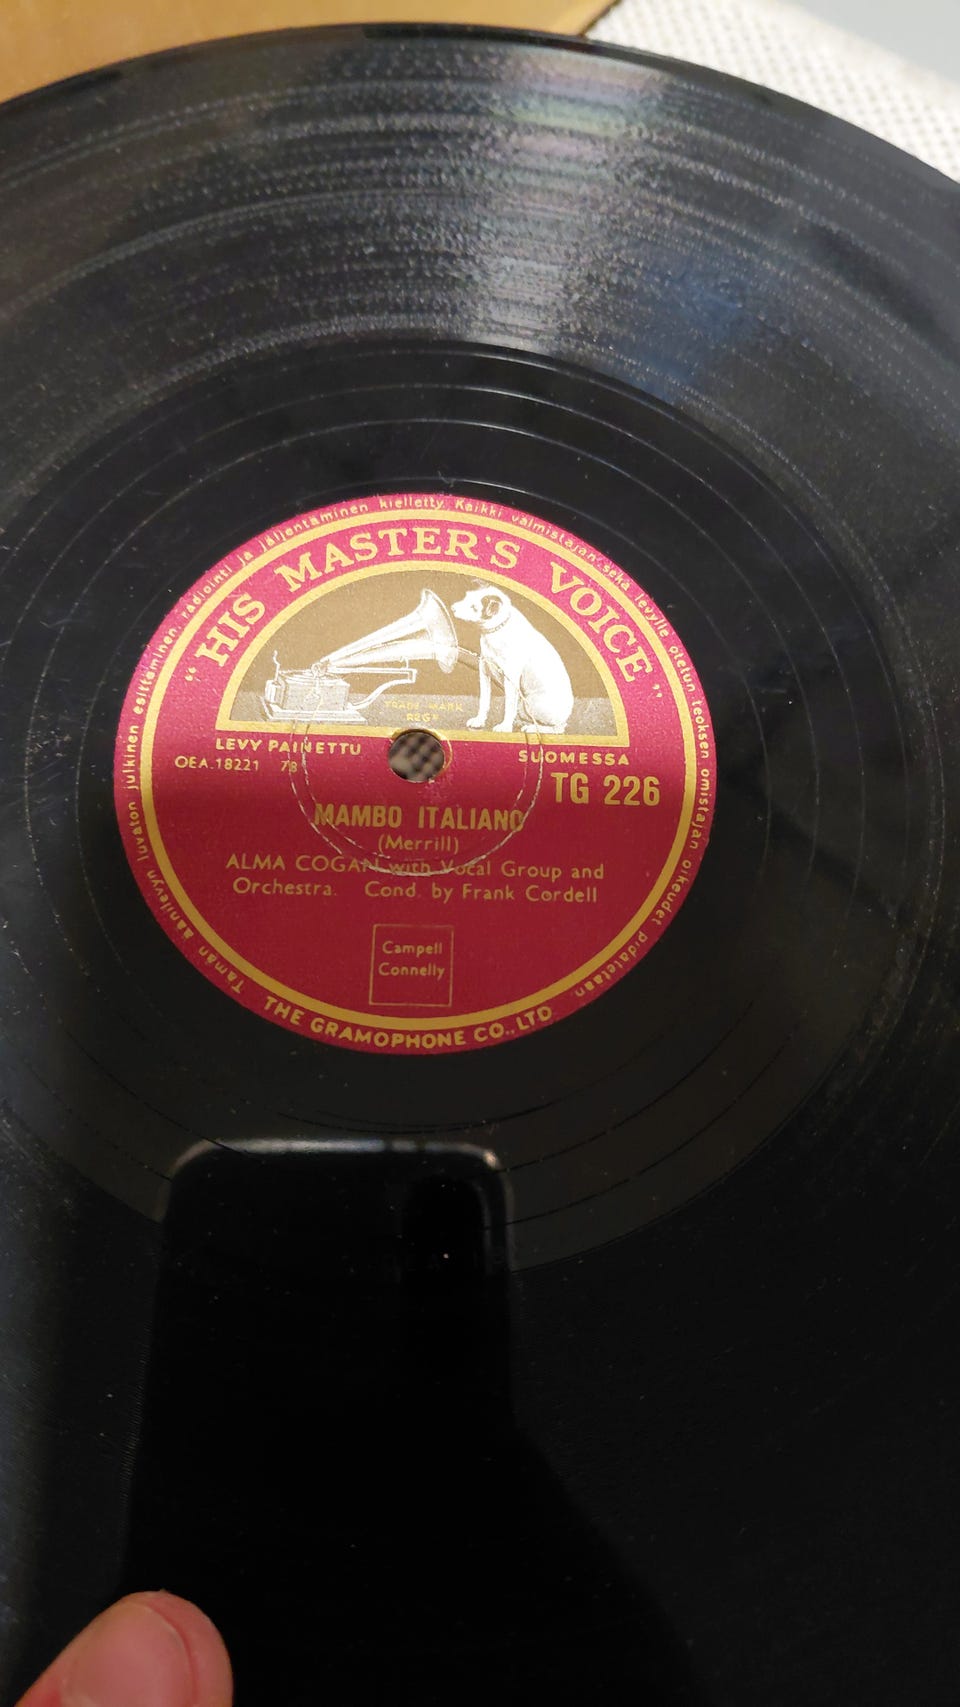 Tämän äänilevyn luvaton julkinen esittäminen radiointi ja jäljentäminen kielletty. Kaikki valmistajan sekä levylle otetun teoksen omistajan oikeudet pidätetään.
"HIS MASTER'S VOICE"
TRADE MARK
REGD
LEVY PAINETTU SUOMESSA
OEA.18221 78
TG 226
MAMBO ITALIANO
(Merrill)
ALMA COGAN with Vocal Group and
Orchestra. Cond. by Frank Cordell
Campell
Connelly
THE GRAMOPHONE CO., LTD